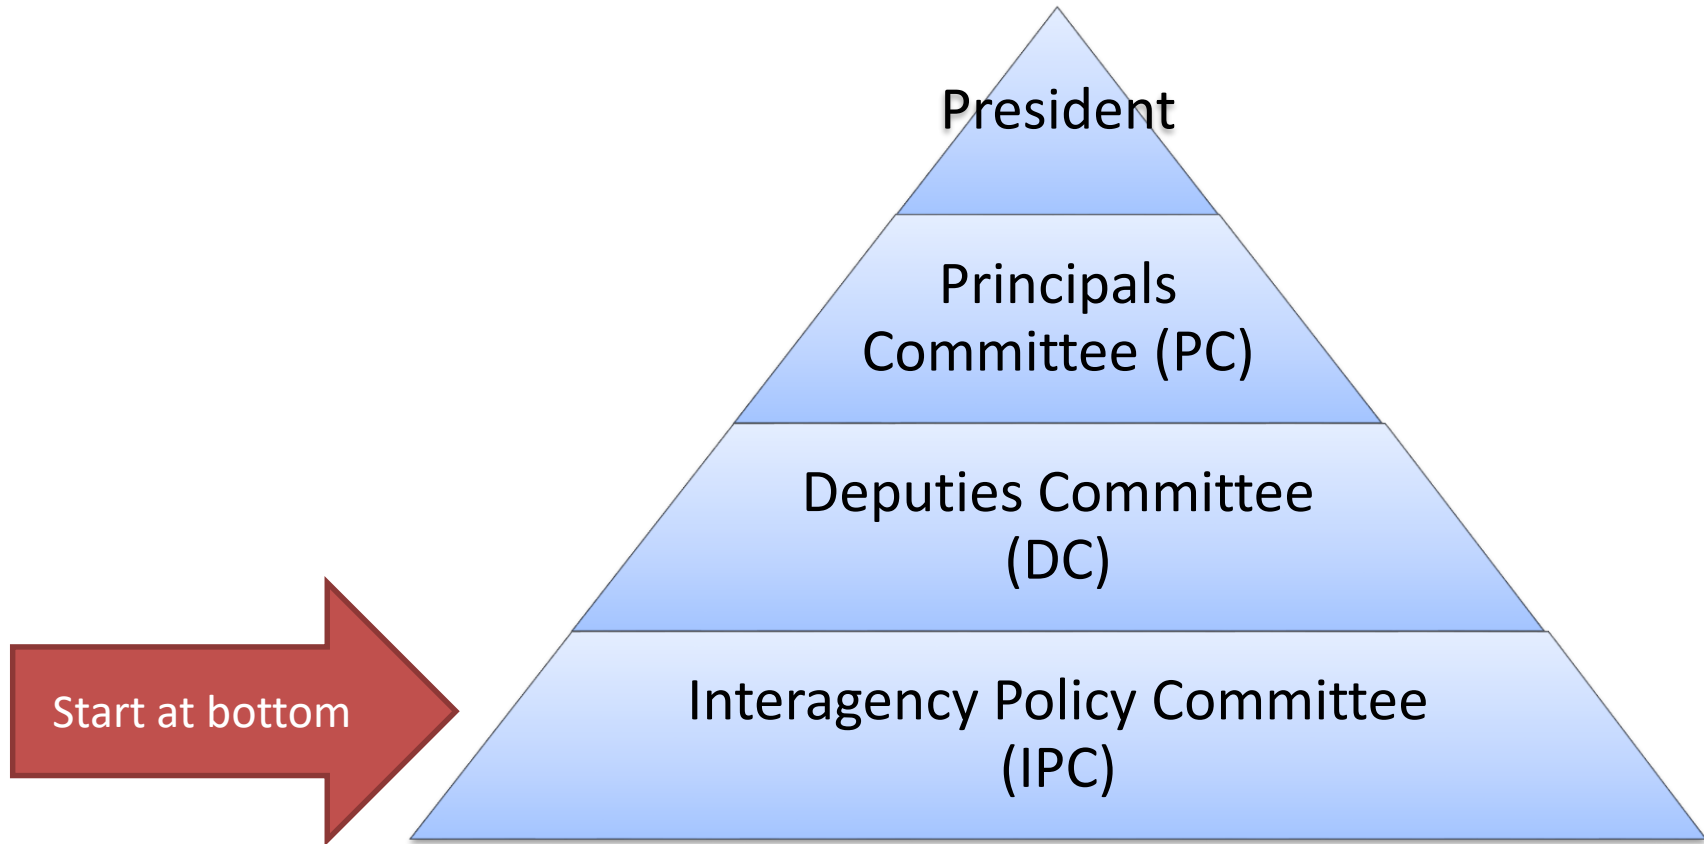 President
Principals
Committee (PC)
Deputies Committee
(DC)
Start at bottom
Interagency Policy Committee
(IPC)